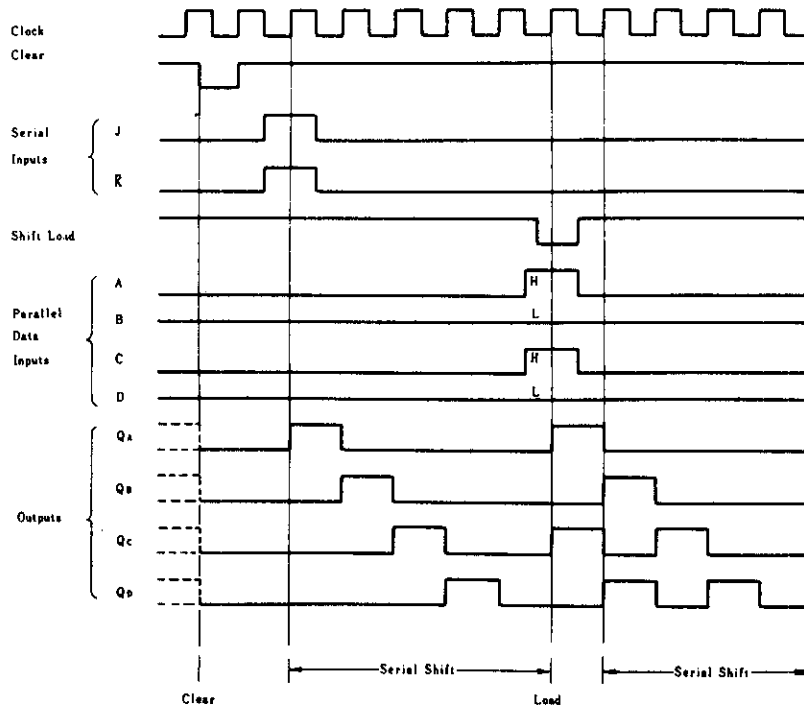 Clock
Clear
Serial
Inputs
J
K̅
Shift Load
Parallel
Data
Inputs
A
H
B
L
C
H
D
L
Outputs
QA
QB
QC
QD
Serial Shift
Serial Shift
Clear
Load